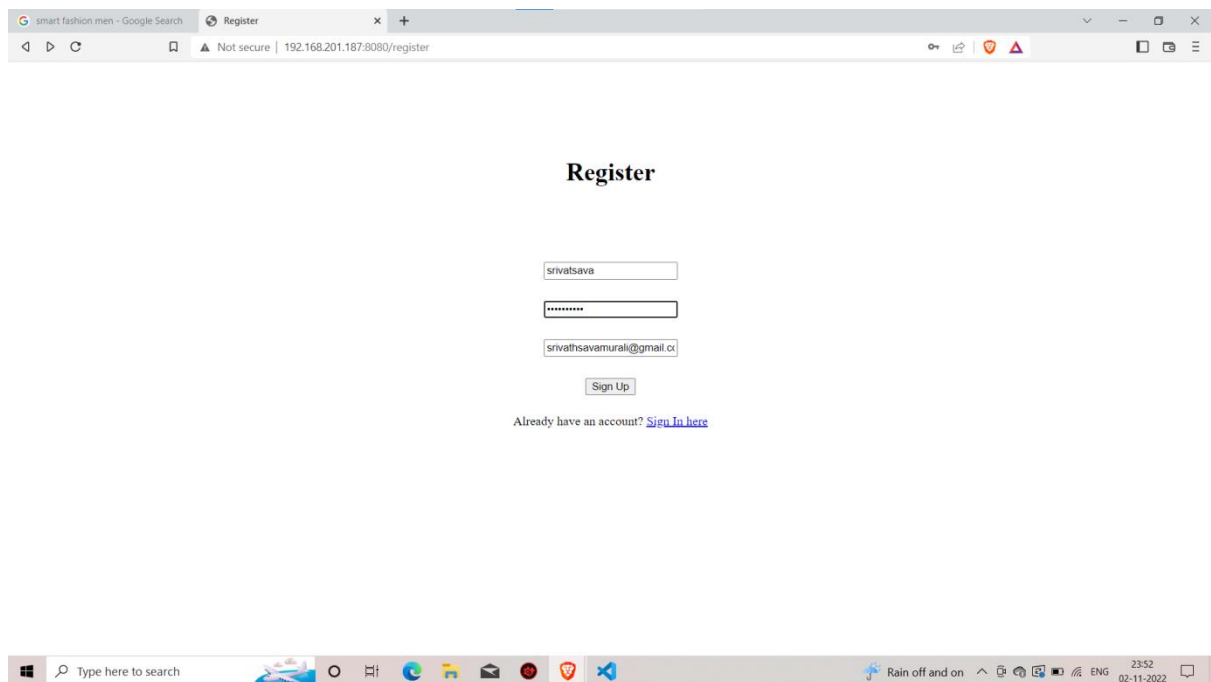 smart fashion men - Google Search
Register
Not secure | 192.168.201.187:8080/register
Register
srivatsava
••••••••••
srivathsavamurali@gmail.co
Sign Up
Already have an account? Sign In here
Type here to search
Rain off and on
ENG
23:52
02-11-2022